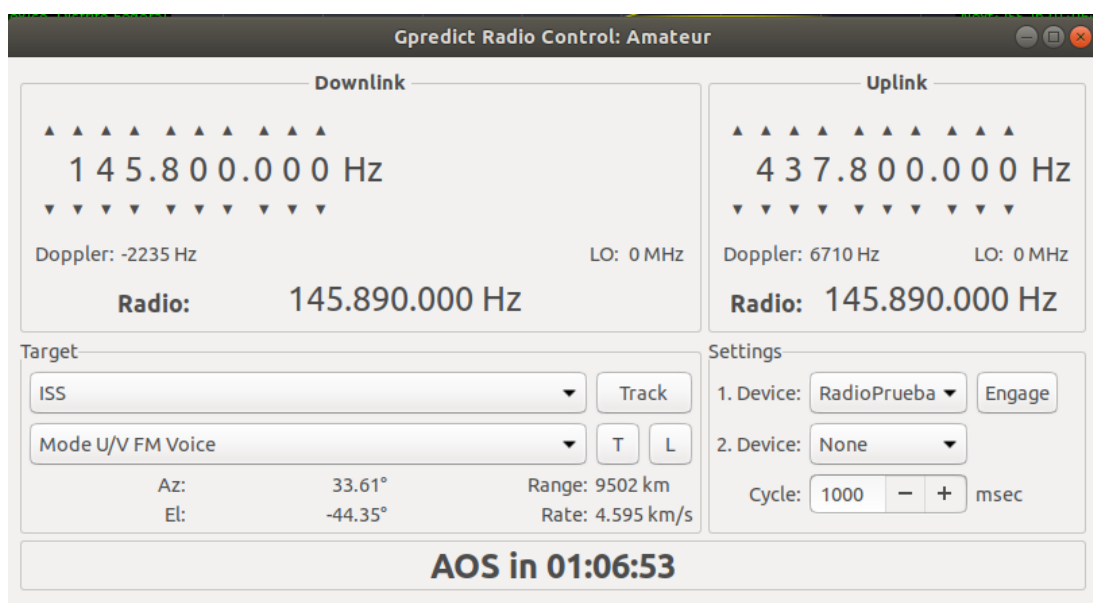 Gpredict Radio Control: Amateur
Downlink
145.800.000 Hz
Doppler: -2235 Hz LO: 0 MHz
Radio: 145.890.000 Hz
Uplink
437.800.000 Hz
Doppler: 6710 Hz LO: 0 MHz
Radio: 145.890.000 Hz
Target
ISS Track
Mode U/V FM Voice T L
Az: 33.61° Range: 9502 km
El: -44.35° Rate: 4.595 km/s
Settings
1. Device: RadioPrueba Engage
2. Device: None
Cycle: 1000 − + msec
AOS in 01:06:53